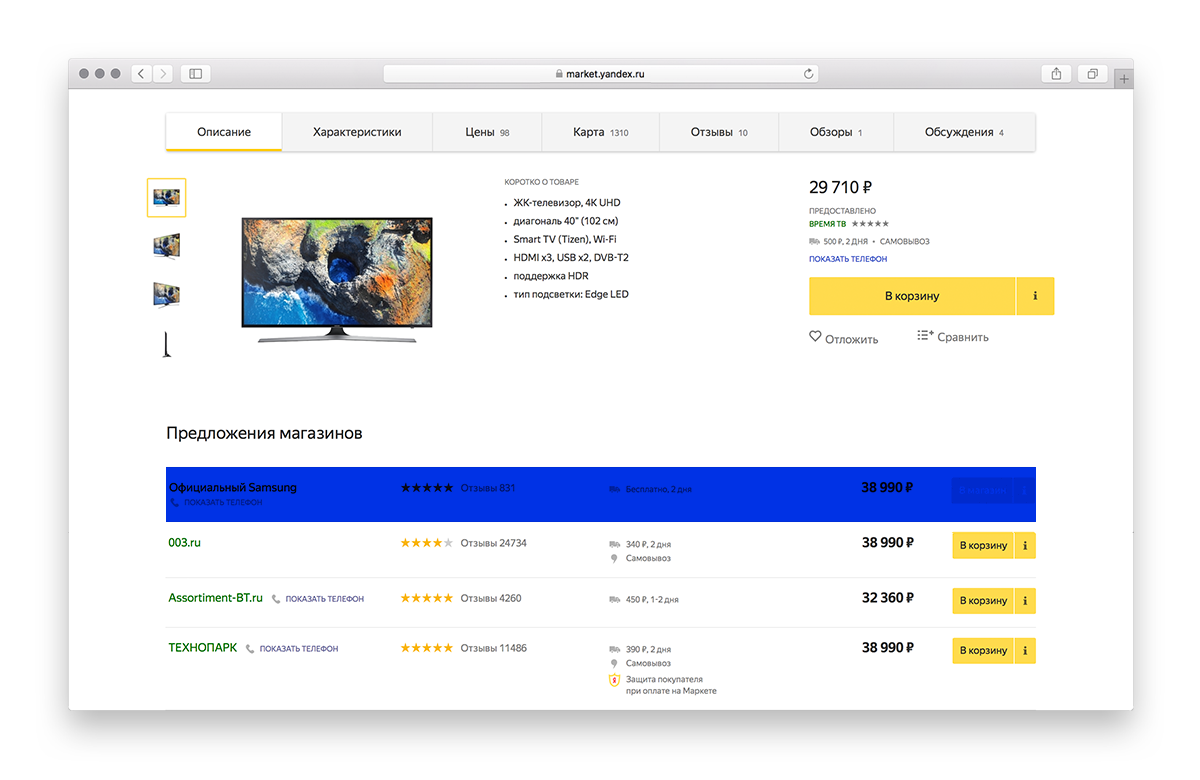 market.yandex.ru
Описание
Характеристики
Цены 98
Карта 1310
Отзывы 10
Обзоры 1
Обсуждения 4
КОРОТКО О ТОВАРЕ
ЖК-телевизор, 4K UHD
диагональ 40" (102 см)
Smart TV (Tizen), Wi-Fi
HDMI x3, USB x2, DVB-T2
поддержка HDR
тип подсветки: Edge LED
29 710 ₽
ПРЕДОСТАВЛЕНО
ВРЕМЯ ТВ ★★★★★
500 ₽, 2 ДНЯ • САМОВЫВОЗ
ПОКАЗАТЬ ТЕЛЕФОН
В корзину i
Отложить
Сравнить
Предложения магазинов
Официальный Samsung ★★★★★ Отзывы 831 Бесплатно, 2 дня 38 990 ₽ В магазин i
ПОКАЗАТЬ ТЕЛЕФОН
003.ru ★★★★★ Отзывы 24734 340 ₽, 2 дня 38 990 ₽ В корзину i
Самовывоз
Assortiment-BT.ru ПОКАЗАТЬ ТЕЛЕФОН ★★★★★ Отзывы 4260 450 ₽, 1-2 дня 32 360 ₽ В корзину i
ТЕХНОПАРК ПОКАЗАТЬ ТЕЛЕФОН ★★★★★ Отзывы 11486 390 ₽, 2 дня 38 990 ₽ В корзину i
Самовывоз
Защита покупателя
при оплате на Маркете